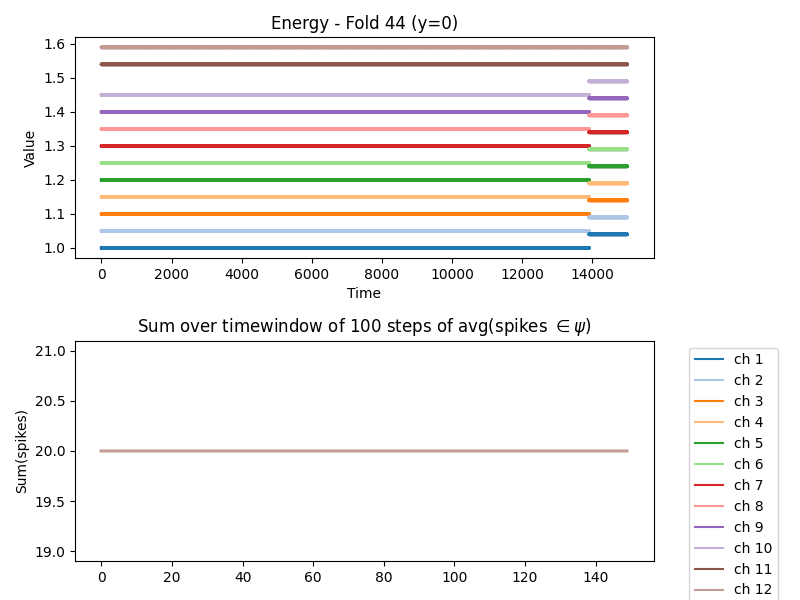 Energy - Fold 44 (y=0)
1.6
1.5
1.4
1.3
1.2
1.1
1.0
Value
0 2000 4000 6000 8000 10000 12000 14000
Time
Sum over timewindow of 100 steps of avg(spikes ∈ ψ)
21.0
20.5
20.0
19.5
19.0
Sum(spikes)
0 20 40 60 80 100 120 140
ch 1
ch 2
ch 3
ch 4
ch 5
ch 6
ch 7
ch 8
ch 9
ch 10
ch 11
ch 12